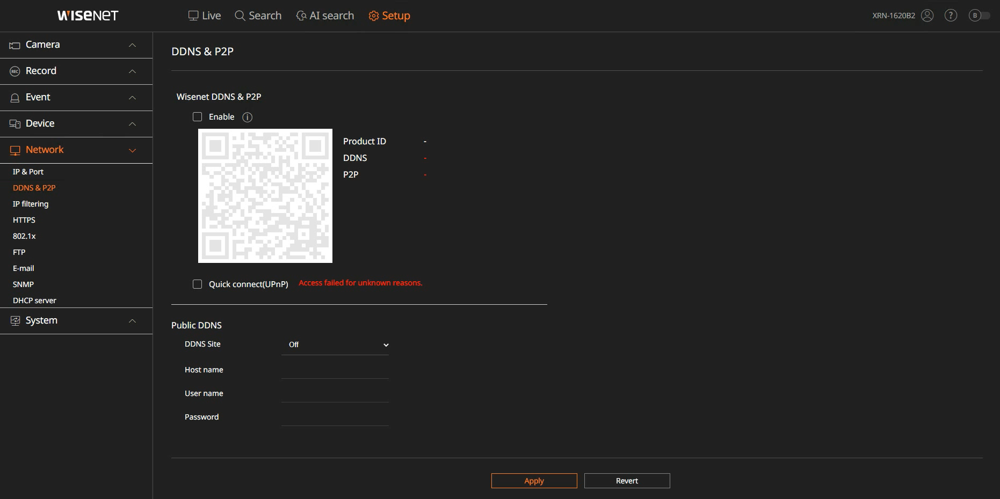 WISENET
Live
Search
AI search
Setup
XRN-1620B2
?
B
Camera
REC
Record
Event
Device
Network
IP & Port
DDNS & P2P
IP filtering
HTTPS
802.1x
FTP
E-mail
SNMP
DHCP server
System
DDNS & P2P
Wisenet DDNS & P2P
Enable i
Product ID -
DDNS -
P2P -
Quick connect(UPnP) Access failed for unknown reasons.
Public DDNS
DDNS Site Off
Host name
User name
Password
Apply Revert